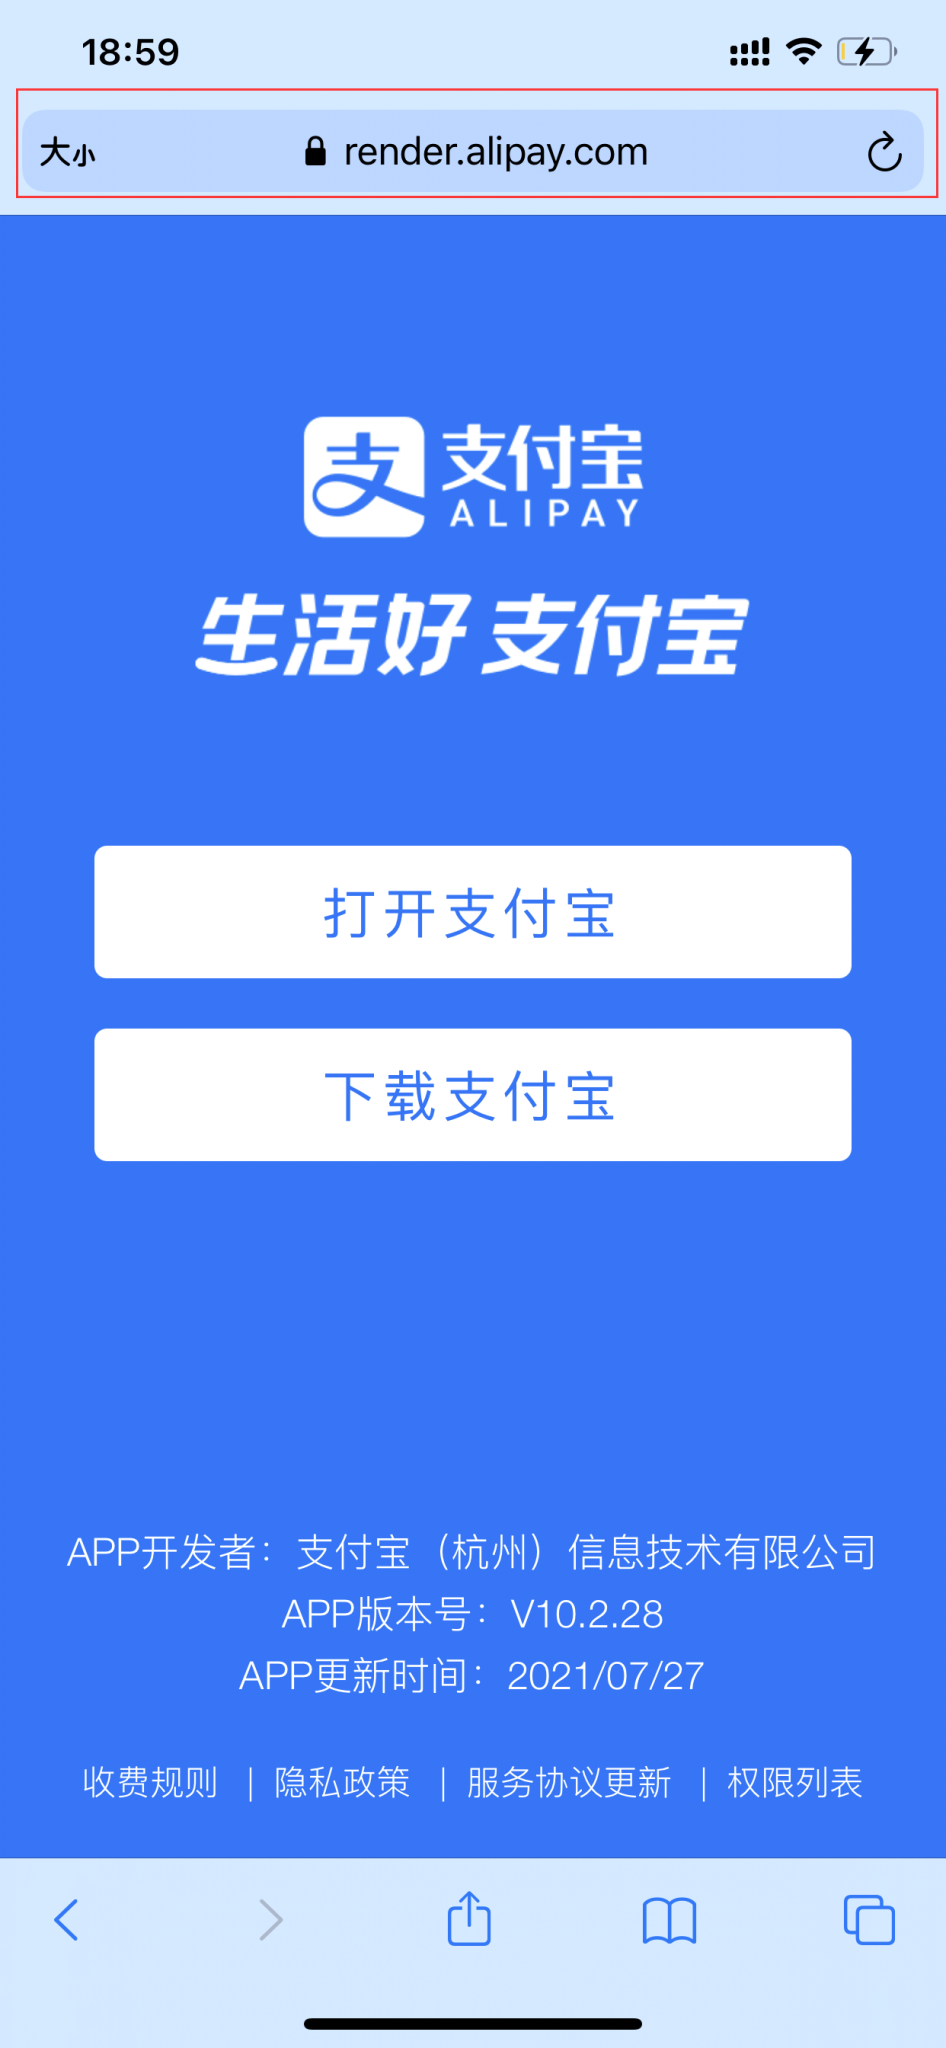 18:59
大小 render.alipay.com
支 支付宝
ALIPAY
生活好 支付宝
打开支付宝
下载支付宝
APP开发者：支付宝（杭州）信息技术有限公司
APP版本号：V10.2.28
APP更新时间：2021/07/27
收费规则 | 隐私政策 | 服务协议更新 | 权限列表